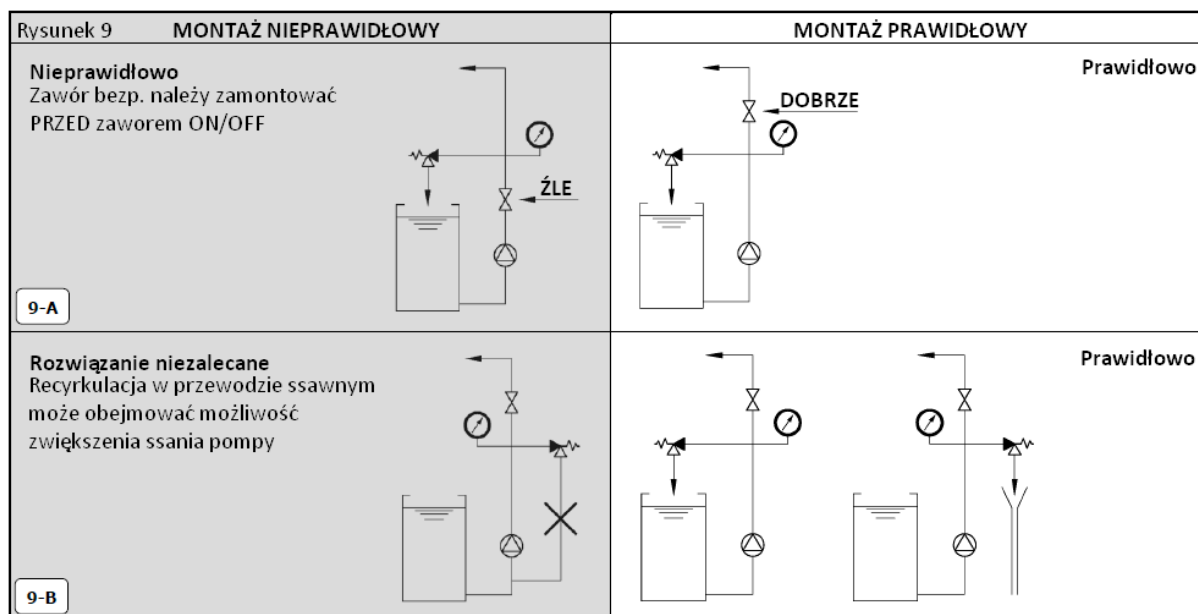 Rysunek 9 MONTAŻ NIEPRAWIDŁOWY
MONTAŻ PRAWIDŁOWY
Nieprawidłowo
Zawór bezp. należy zamontować
PRZED zaworem ON/OFF
ŹLE
9-A
Prawidłowo
DOBRZE
Rozwiązanie niezalecane
Recyrkulacja w przewodzie ssawnym
może obejmować możliwość
zwiększenia ssania pompy
9-B
Prawidłowo